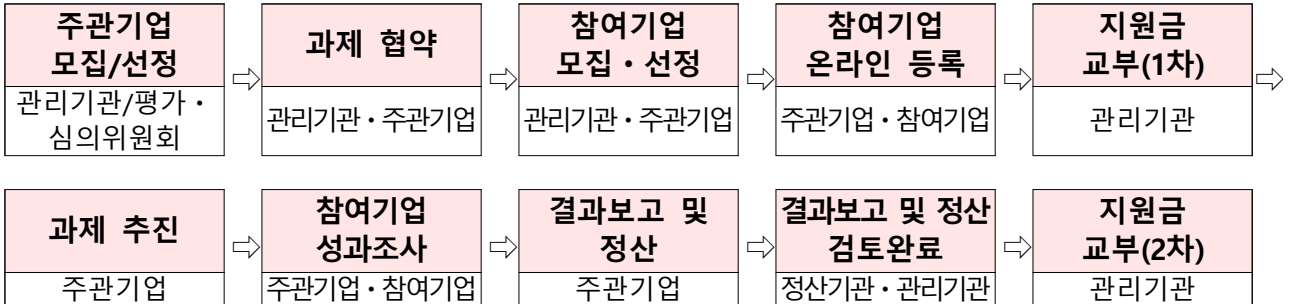 주관기업
모집/선정
관리기관/평가・
심의위원회
⇨
과제 협약
관리기관・주관기업
⇨
참여기업
모집・선정
관리기관・주관기업
⇨
참여기업
온라인 등록
주관기업・참여기업
⇨
지원금
교부(1차)
관리기관
⇨
과제 추진
주관기업
⇨
참여기업
성과조사
주관기업・참여기업
⇨
결과보고 및
정산
주관기업
⇨
결과보고 및 정산
검토완료
정산기관・관리기관
⇨
지원금
교부(2차)
관리기관